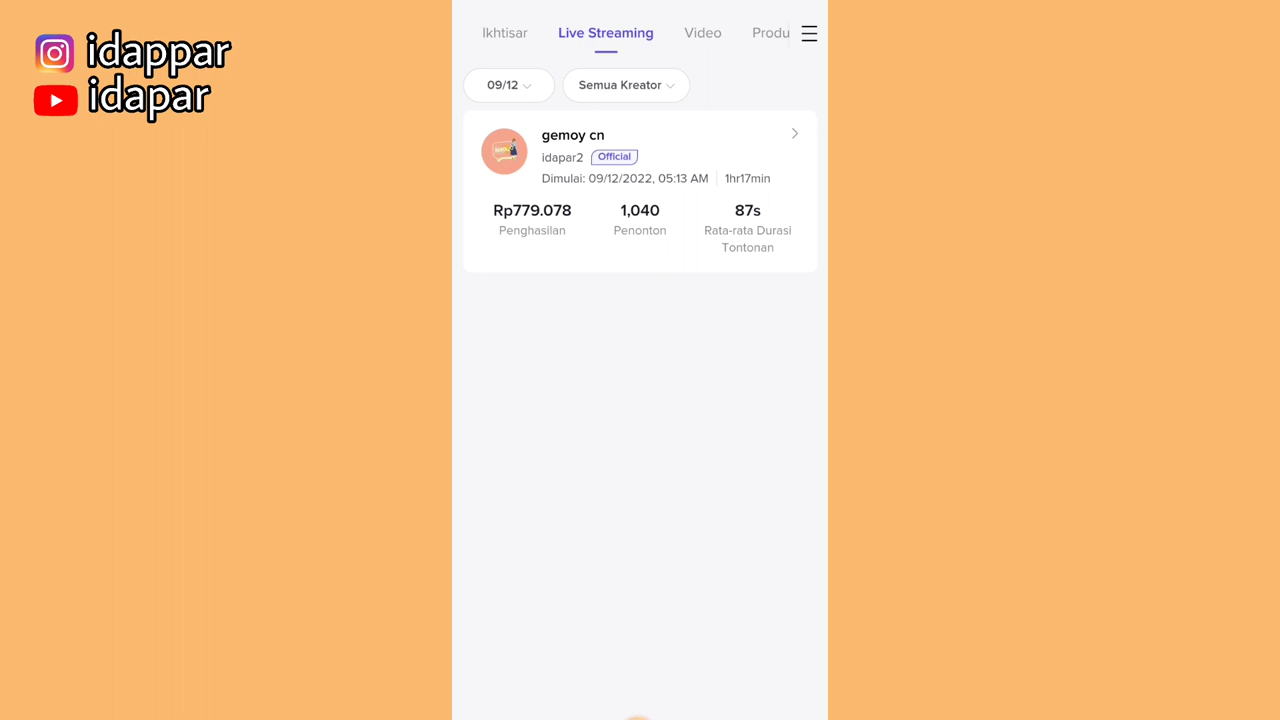 idappar
idapar
Ikhtisar Live Streaming Video Produ
09/12 Semua Kreator
gemoy cn
idapar2 Official
Dimulai: 09/12/2022, 05:13 AM 1hr17min
Rp779.078 1,040 87s
Penghasilan Penonton Rata-rata Durasi
Tontonan